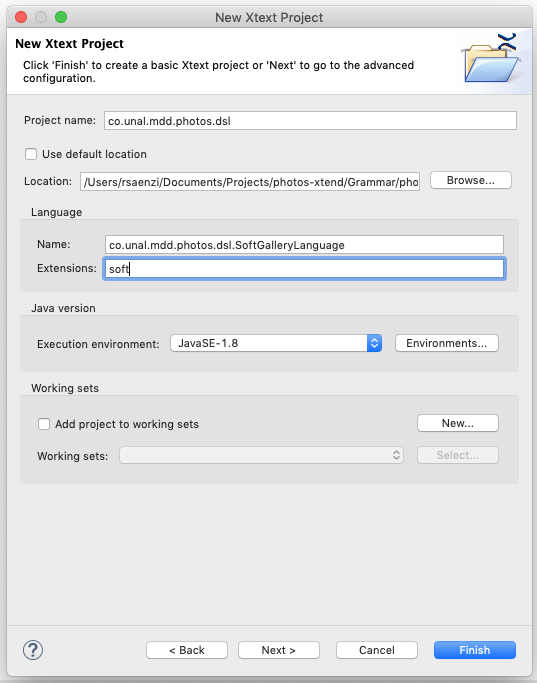 New Xtext Project
New Xtext Project
Click 'Finish' to create a basic Xtext project or 'Next' to go to the advanced
configuration.
Project name: co.unal.mdd.photos.dsl
Use default location
Location: /Users/rsaenzi/Documents/Projects/photos-xtend/Grammar/pho Browse...
Language
Name: co.unal.mdd.photos.dsl.SoftGalleryLanguage
Extensions: soft
Java version
Execution environment: JavaSE-1.8 Environments...
Working sets
Add project to working sets New...
Working sets: Select...
? < Back Next > Cancel Finish